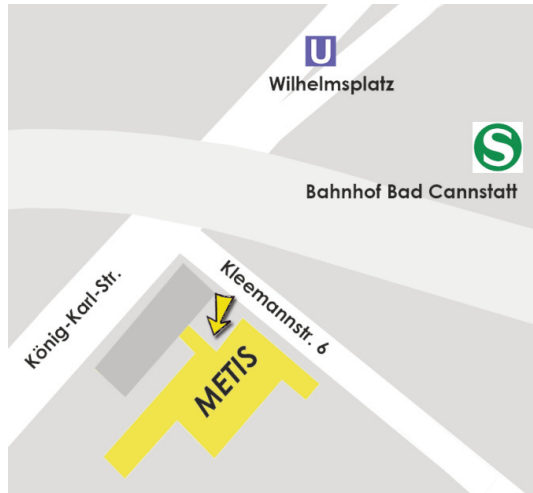 U
Wilhelmsplatz
S
Bahnhof Bad Cannstatt
König-Karl-Str.
Kleemannstr. 6
METIS